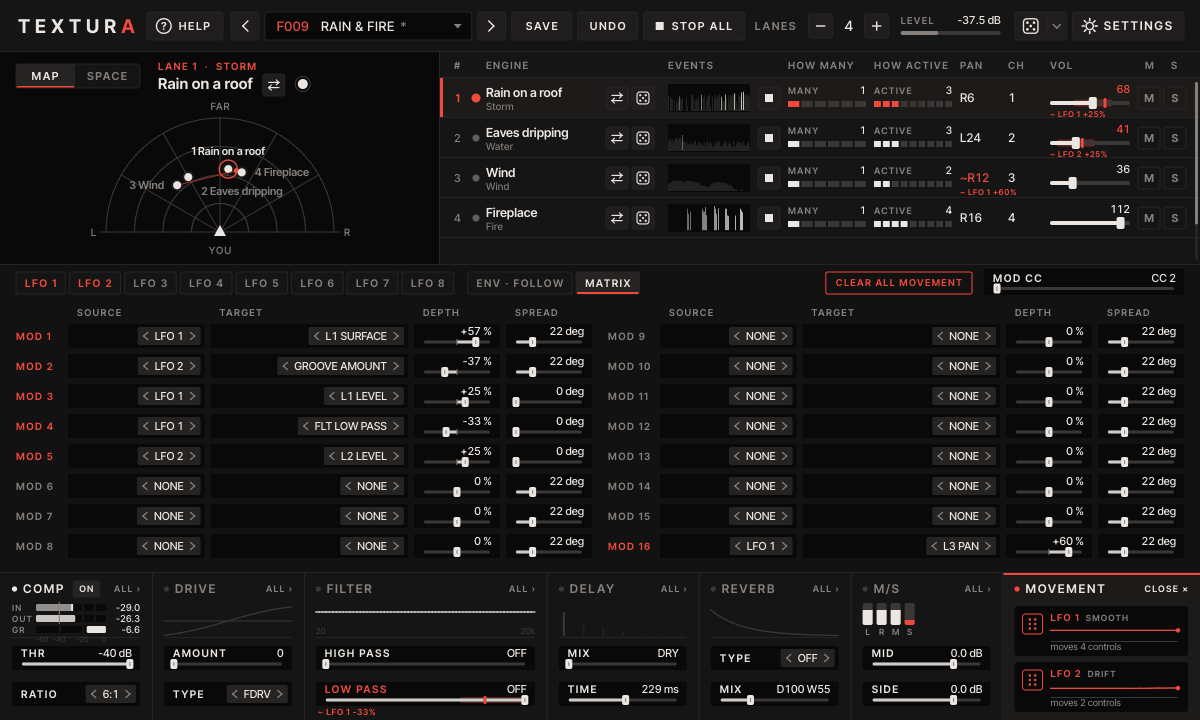 TEXTURA ? HELP < F009 RAIN & FIRE * > SAVE UNDO STOP ALL LANES − 4 + LEVEL -37.5 dB SETTINGS
MAP SPACE
LANE 1 · STORM
Rain on a roof
FAR
1 Rain on a roof
3 Wind
4 Fireplace
2 Eaves dripping
L R
YOU
# ENGINE EVENTS HOW MANY HOW ACTIVE PAN CH VOL M S
1 Rain on a roof Storm MANY 1 ACTIVE 3 R6 1 68 ~ LFO 1 +25% M S
2 Eaves dripping Water MANY 1 ACTIVE 3 L24 2 41 ~ LFO 2 +25% M S
3 Wind Wind MANY 1 ACTIVE 2 ~R12 ~ LFO 1 +60% 3 36 M S
4 Fireplace Fire MANY 1 ACTIVE 4 R16 4 112 M S
LFO 1 LFO 2 LFO 3 LFO 4 LFO 5 LFO 6 LFO 7 LFO 8 ENV · FOLLOW MATRIX CLEAR ALL MOVEMENT MOD CC CC 2
SOURCE TARGET DEPTH SPREAD SOURCE TARGET DEPTH SPREAD
MOD 1 < LFO 1 > < L1 SURFACE > +57 % 22 deg MOD 9 < NONE > < NONE > 0 % 22 deg
MOD 2 < LFO 2 > < GROOVE AMOUNT > -37 % 22 deg MOD 10 < NONE > < NONE > 0 % 22 deg
MOD 3 < LFO 1 > < L1 LEVEL > +25 % 0 deg MOD 11 < NONE > < NONE > 0 % 22 deg
MOD 4 < LFO 1 > < FLT LOW PASS > -33 % 0 deg MOD 12 < NONE > < NONE > 0 % 22 deg
MOD 5 < LFO 2 > < L2 LEVEL > +25 % 0 deg MOD 13 < NONE > < NONE > 0 % 22 deg
MOD 6 < NONE > < NONE > 0 % 22 deg MOD 14 < NONE > < NONE > 0 % 22 deg
MOD 7 < NONE > < NONE > 0 % 22 deg MOD 15 < NONE > < NONE > 0 % 22 deg
MOD 8 < NONE > < NONE > 0 % 22 deg MOD 16 < LFO 1 > < L3 PAN > +60 % 22 deg
COMP ON ALL ›
IN -29.0
OUT -26.3
GR -6.6
-60 -40 -20 0
THR -40 dB
RATIO < 6:1 >
DRIVE ALL ›
AMOUNT 0
TYPE < FDRV >
FILTER ALL ›
20 20k
HIGH PASS OFF
LOW PASS OFF
~ LFO 1 -33%
DELAY ALL ›
MIX DRY
TIME 229 ms
REVERB ALL ›
TYPE < OFF >
MIX D100 W55
M/S ALL ›
L R M S
MID 0.0 dB
SIDE 0.0 dB
MOVEMENT CLOSE ×
LFO 1 SMOOTH
moves 4 controls
LFO 2 DRIFT
moves 2 controls